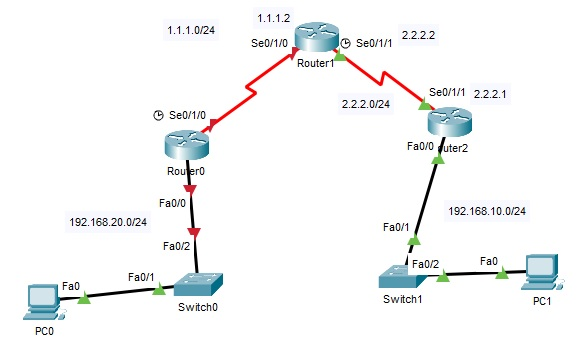 1.1.1.2
1.1.1.0/24
Se0/1/0
Se0/1/1
2.2.2.2
Router1
Se0/1/1
2.2.2.1
2.2.2.0/24
Se0/1/0
Router0
Fa0/0
outer2
Fa0/0
192.168.20.0/24
Fa0/2
192.168.10.0/24
Fa0/1
Fa0/2
Fa0
Fa0
Fa0/1
Switch0
Switch1
PC1
PC0